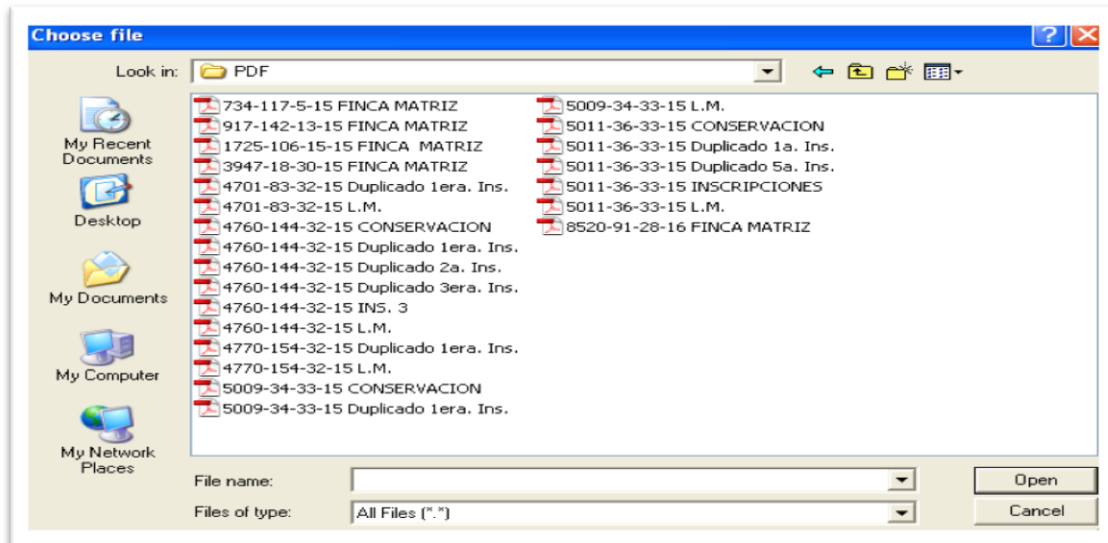 Choose file
Look in: PDF
My Recent
Documents
Desktop
My Documents
My Computer
My Network
Places
734-117-5-15 FINCA MATRIZ
917-142-13-15 FINCA MATRIZ
1725-106-15-15 FINCA  MATRIZ
3947-18-30-15 FINCA MATRIZ
4701-83-32-15 Duplicado 1era. Ins.
4701-83-32-15 L.M.
4760-144-32-15 CONSERVACION
4760-144-32-15 Duplicado 1era. Ins.
4760-144-32-15 Duplicado 2a. Ins.
4760-144-32-15 Duplicado 3era. Ins.
4760-144-32-15 INS. 3
4760-144-32-15 L.M.
4770-154-32-15 Duplicado 1era. Ins.
4770-154-32-15 L.M.
5009-34-33-15 CONSERVACION
5009-34-33-15 Duplicado 1era. Ins.
5009-34-33-15 L.M.
5011-36-33-15 CONSERVACION
5011-36-33-15 Duplicado 1a. Ins.
5011-36-33-15 Duplicado 5a. Ins.
5011-36-33-15 INSCRIPCIONES
5011-36-33-15 L.M.
8520-91-28-16 FINCA MATRIZ
File name:
Open
Files of type: All Files (*.*)
Cancel